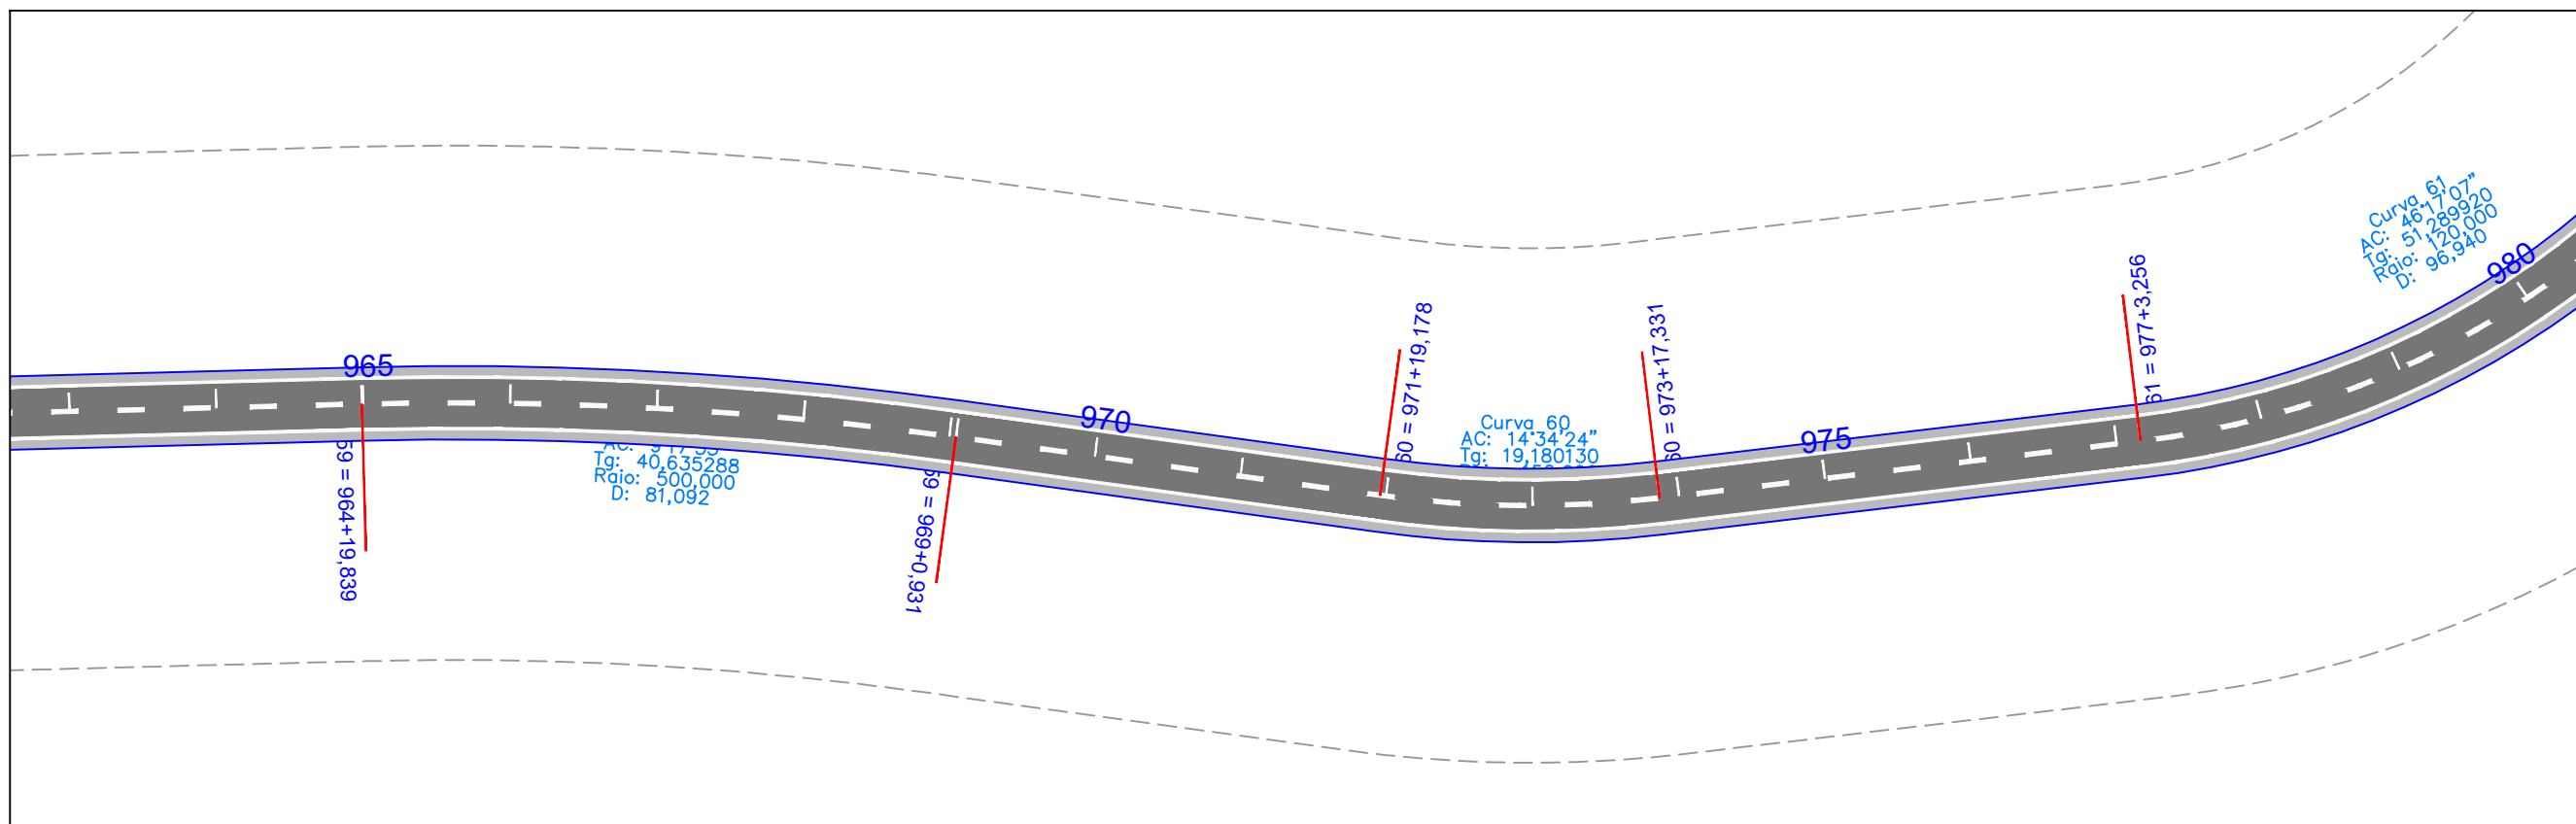 965
59 = 964+19,839
Tg: 40,635288
Raio: 500,000
D: 81,092
59 = 969+0,931
970
60 = 971+19,178
Curva 60
AC: 14°34'24"
Tg: 19,180130
60 = 973+17,331
975
61 = 977+3,256
Curva 61
AC: 46°17'07"
Tg: 51,289920
Raio: 120,000
D: 96,940
980